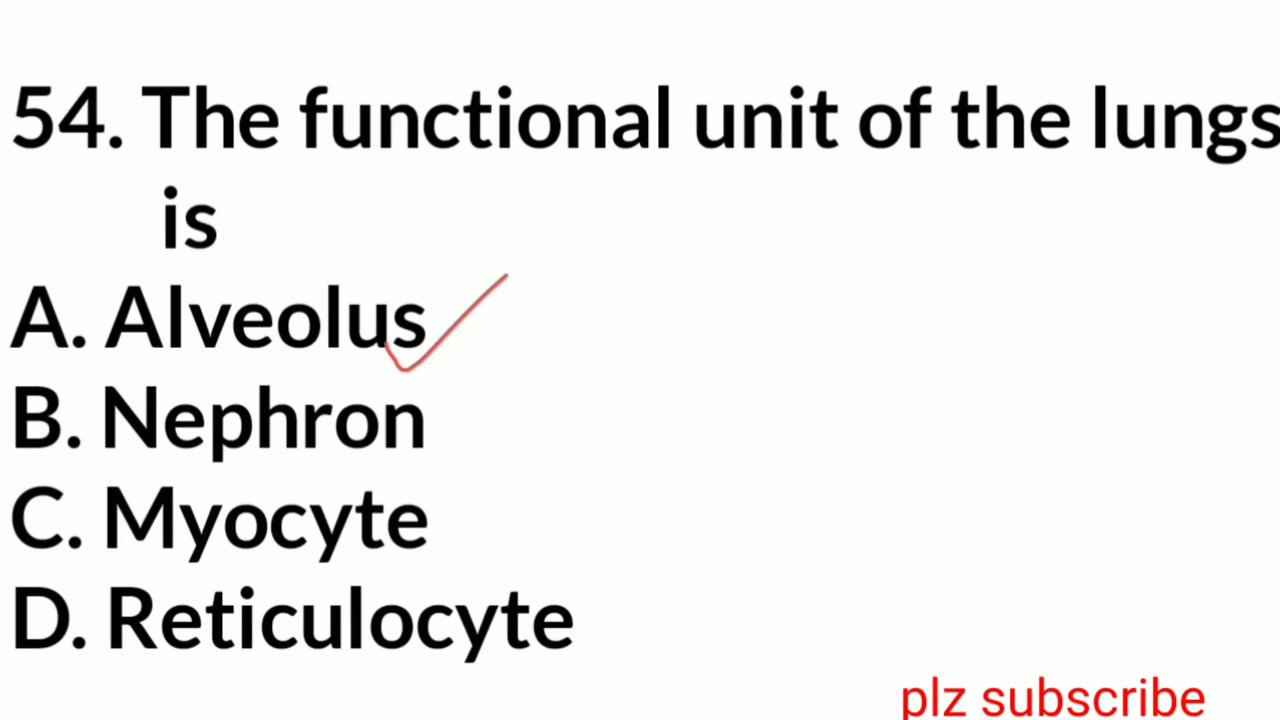 54. The functional unit of the lungs
is
A. Alveolus
B. Nephron
C. Myocyte
D. Reticulocyte
plz subscribe